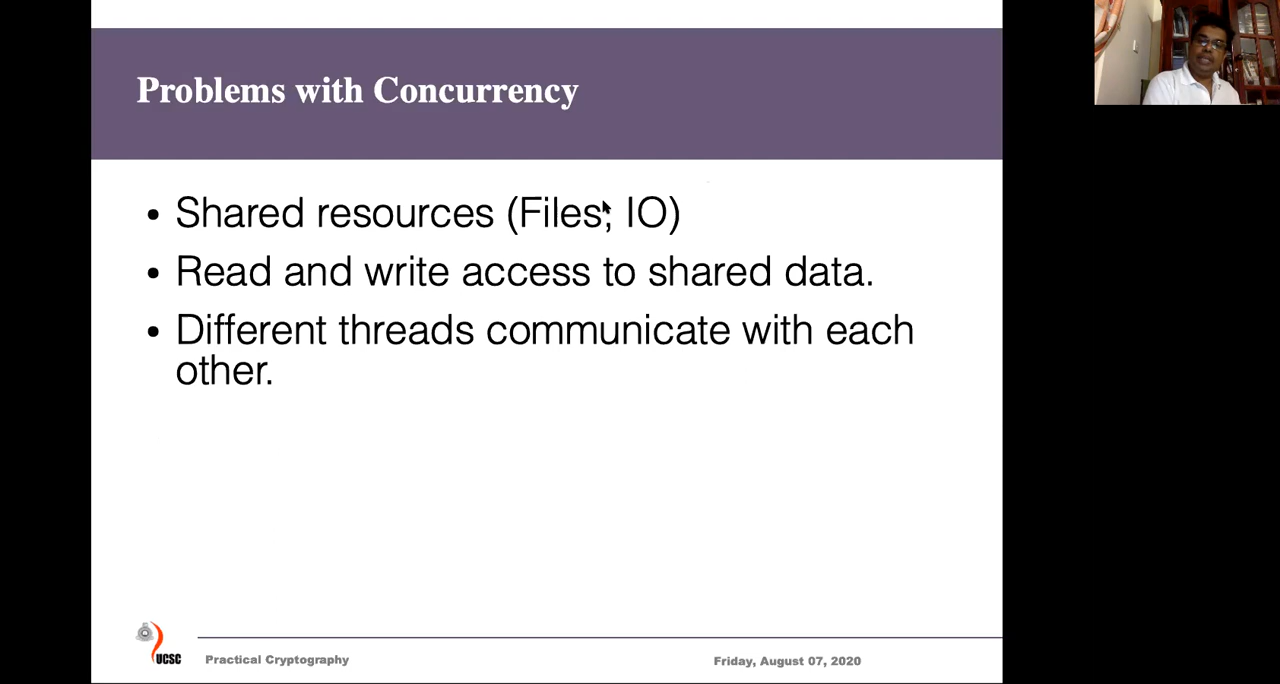 Problems with Concurrency
• Shared resources (Files, IO)
• Read and write access to shared data.
• Different threads communicate with each
other.
UCSC
Practical Cryptography
Friday, August 07, 2020